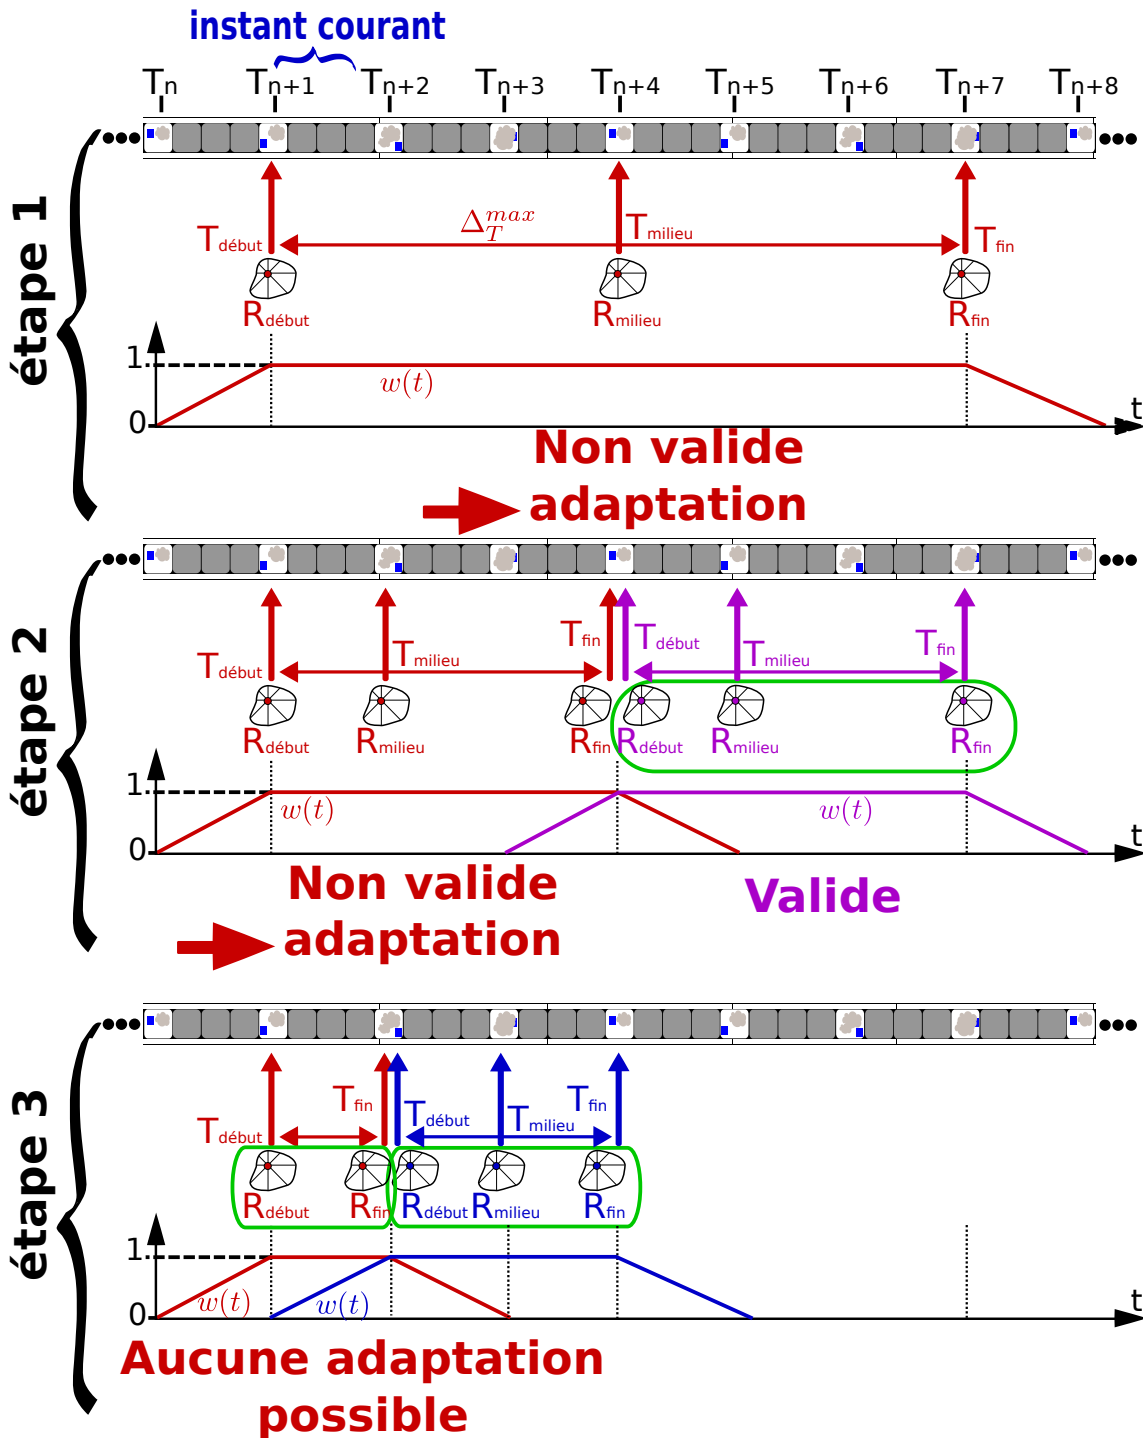 instant courant
Tn Tn+1 Tn+2 Tn+3 Tn+4 Tn+5 Tn+6 Tn+7 Tn+8
étape 1
Tdébut Δ_T^max Tmilieu Tfin
Rdébut Rmilieu Rfin
1
w(t)
0 t
Non valide
adaptation
étape 2
Tdébut Tmilieu Tfin Tdébut Tmilieu Tfin
Rdébut Rmilieu Rfin Rdébut Rmilieu Rfin
1
w(t) w(t)
0 t
Non valide
adaptation
Valide
étape 3
Tdébut Tfin Tdébut Tmilieu Tfin
Rdébut Rfin Rdébut Rmilieu Rfin
1
w(t) w(t)
0 t
Aucune adaptation
possible